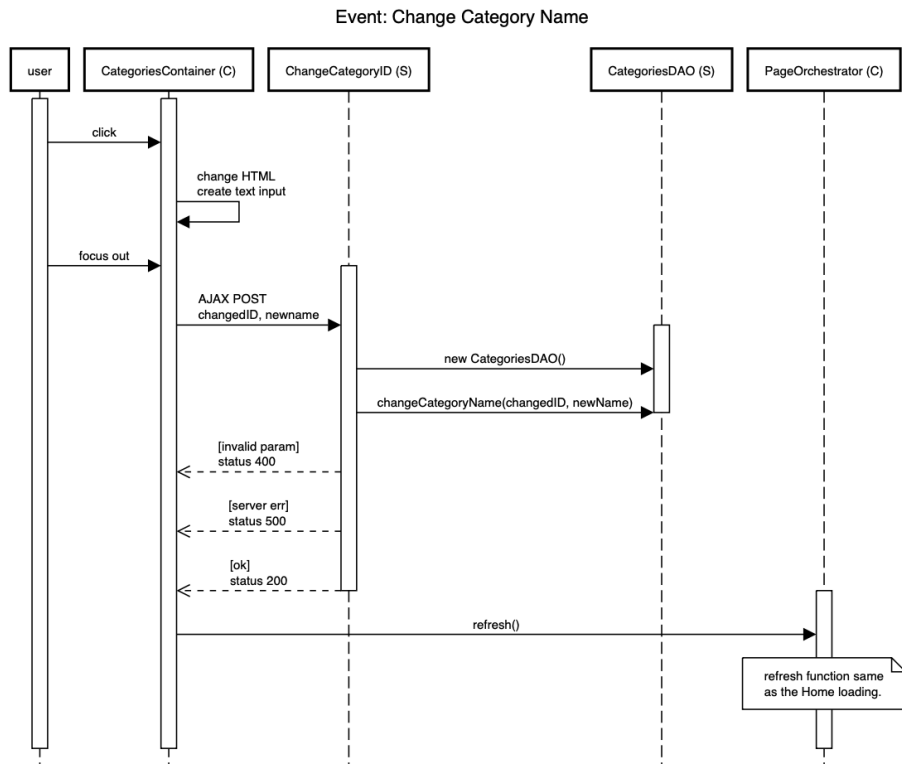 Event: Change Category Name
user
CategoriesContainer (C)
ChangeCategoryID (S)
CategoriesDAO (S)
PageOrchestrator (C)
click
change HTML
create text input
focus out
AJAX POST
changedID, newname
new CategoriesDAO()
changeCategoryName(changedID, newName)
[invalid param]
status 400
[server err]
status 500
[ok]
status 200
refresh()
refresh function same
as the Home loading.